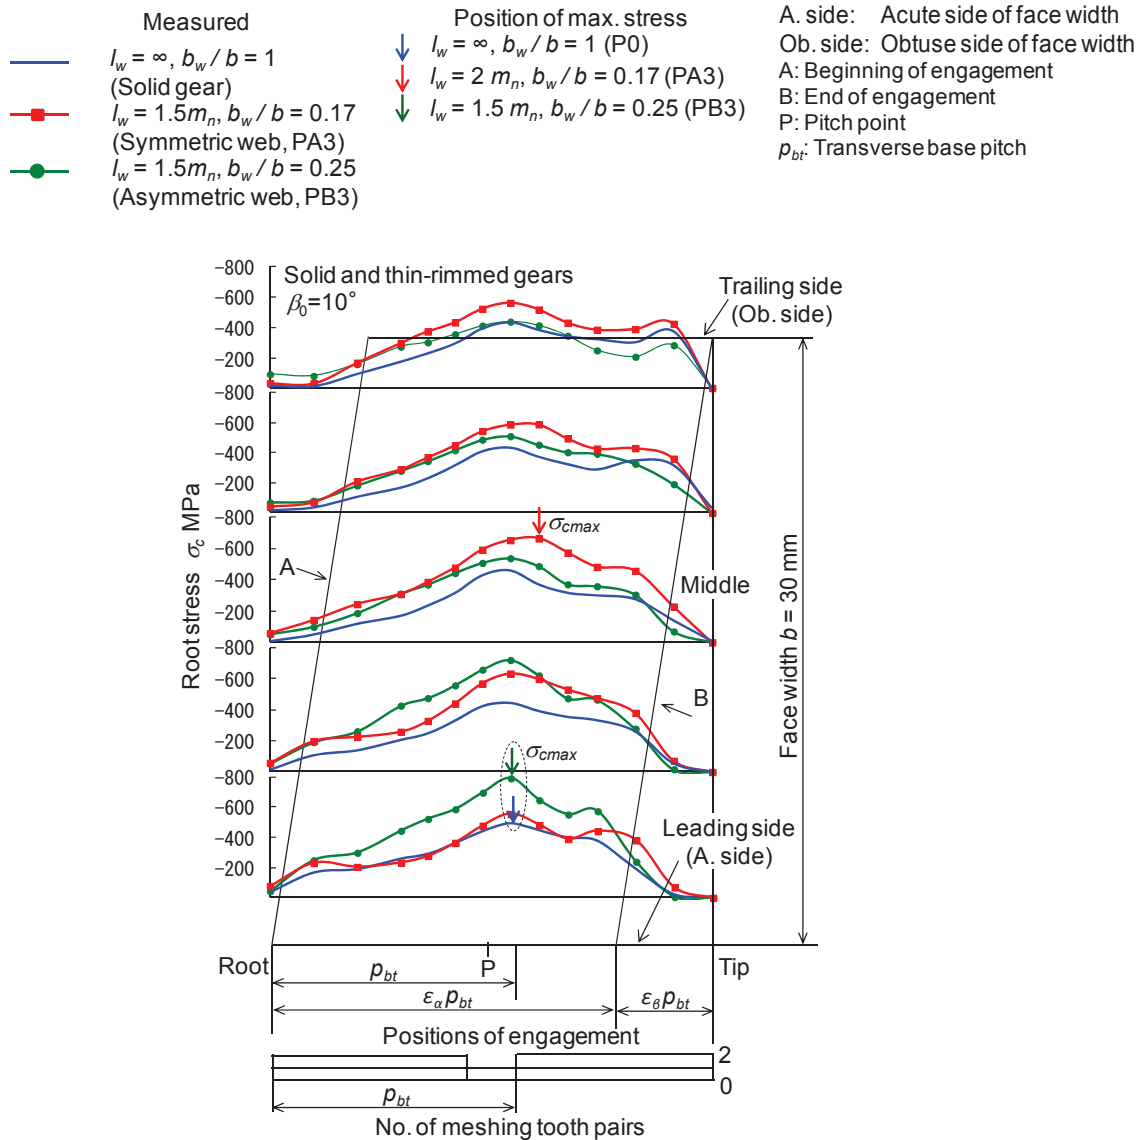 Measured
l_w = ∞, b_w / b = 1
(Solid gear)
l_w = 1.5m_n, b_w / b = 0.17
(Symmetric web, PA3)
l_w = 1.5m_n, b_w / b = 0.25
(Asymmetric web, PB3)
Position of max. stress
l_w = ∞, b_w / b = 1 (P0)
l_w = 2 m_n, b_w / b = 0.17 (PA3)
l_w = 1.5 m_n, b_w / b = 0.25 (PB3)
A. side: Acute side of face width
Ob. side: Obtuse side of face width
A: Beginning of engagement
B: End of engagement
P: Pitch point
p_bt: Transverse base pitch
Solid and thin-rimmed gears
β_0=10°
Trailing side
(Ob. side)
Root stress σ_c MPa
−800
−600
−400
−200
−800
−600
−400
−200
−800
−600
−400
−200
−800
−600
−400
−200
−800
−600
−400
−200
σ_cmax
A
Middle
B
σ_cmax
Leading side
(A. side)
Face width b = 30 mm
Root
P
Tip
p_bt
ε_α p_bt
ε_β p_bt
Positions of engagement
2
0
p_bt
No. of meshing tooth pairs